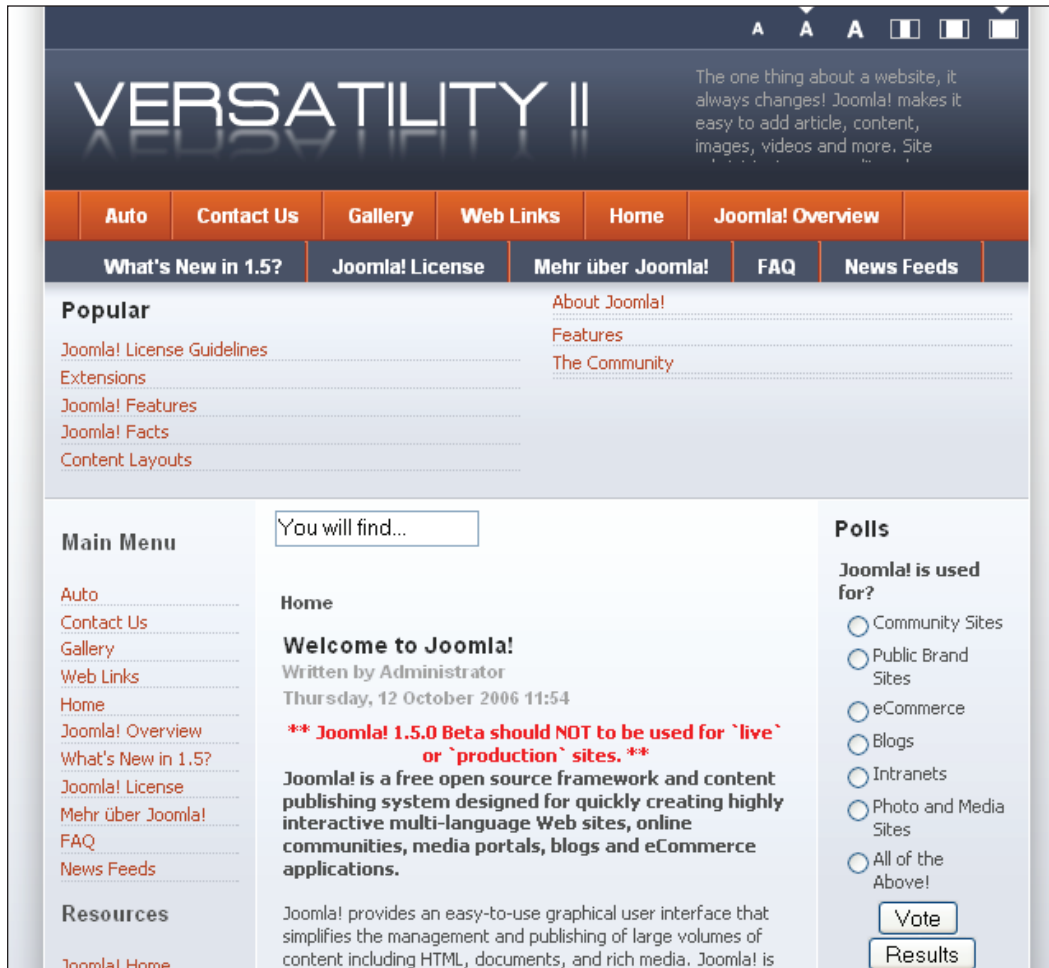 A A A
VERSATILITY II
The one thing about a website, it
always changes! Joomla! makes it
easy to add article, content,
images, videos and more. Site
Auto Contact Us Gallery Web Links Home Joomla! Overview
What's New in 1.5? Joomla! License Mehr über Joomla! FAQ News Feeds
Popular
Joomla! License Guidelines
Extensions
Joomla! Features
Joomla! Facts
Content Layouts
About Joomla!
Features
The Community
Main Menu
Auto
Contact Us
Gallery
Web Links
Home
Joomla! Overview
What's New in 1.5?
Joomla! License
Mehr über Joomla!
FAQ
News Feeds
Resources
Joomla! Home
You will find...
Home
Welcome to Joomla!
Written by Administrator
Thursday, 12 October 2006 11:54
** Joomla! 1.5.0 Beta should NOT to be used for `live`
or `production` sites. **
Joomla! is a free open source framework and content
publishing system designed for quickly creating highly
interactive multi-language Web sites, online
communities, media portals, blogs and eCommerce
applications.
Joomla! provides an easy-to-use graphical user interface that
simplifies the management and publishing of large volumes of
content including HTML, documents, and rich media. Joomla! is
Polls
Joomla! is used
for?
Community Sites
Public Brand
Sites
eCommerce
Blogs
Intranets
Photo and Media
Sites
All of the
Above!
Vote
Results